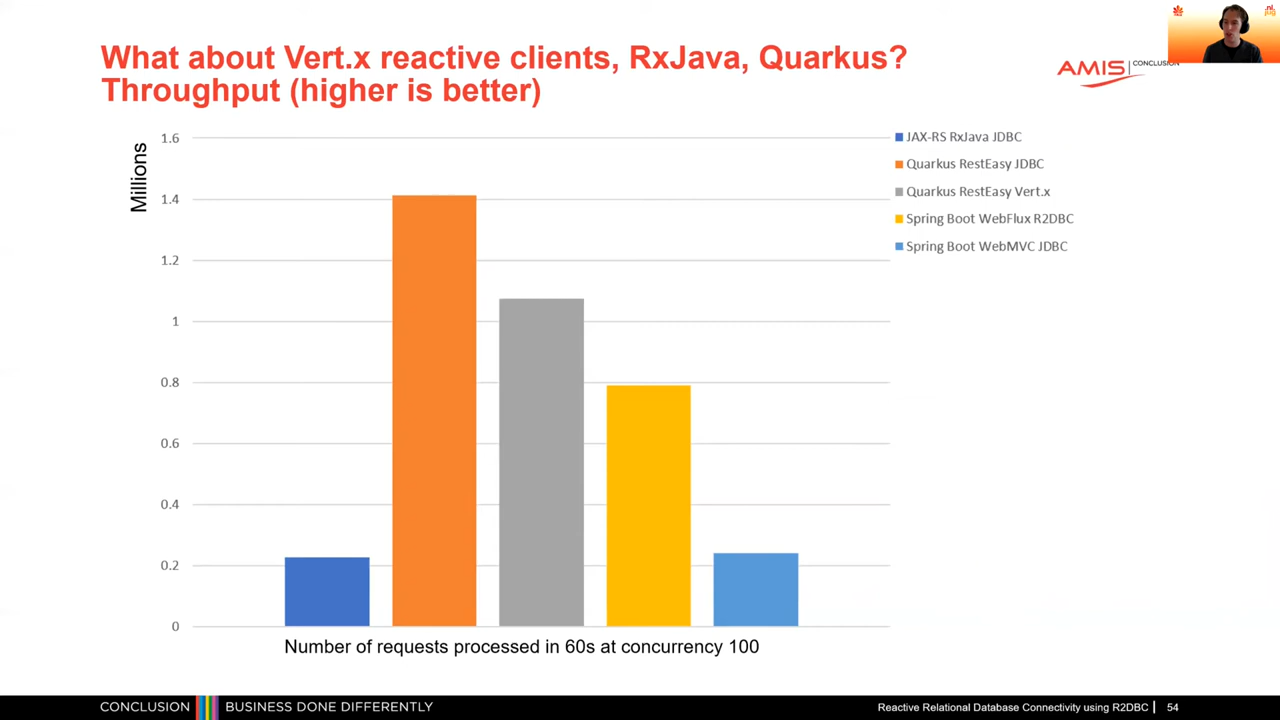 What about Vert.x reactive clients, RxJava, Quarkus?
Throughput (higher is better)
AMIS | CONCLUSION
Millions
1.6
1.4
1.2
1
0.8
0.6
0.4
0.2
0
JAX-RS RxJava JDBC
Quarkus RestEasy JDBC
Quarkus RestEasy Vert.x
Spring Boot WebFlux R2DBC
Spring Boot WebMVC JDBC
Number of requests processed in 60s at concurrency 100
CONCLUSION
BUSINESS DONE DIFFERENTLY
Reactive Relational Database Connectivity using R2DBC | 54